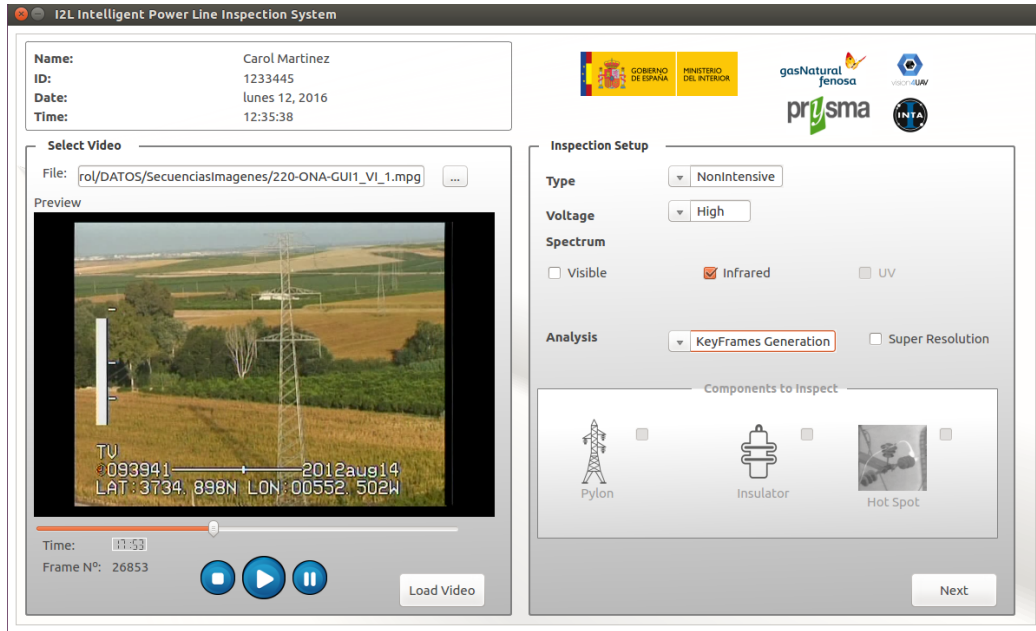 I2L Intelligent Power Line Inspection System
Name: Carol Martinez
ID: 1233445
Date: lunes 12, 2016
Time: 12:35:38
GOBIERNO DE ESPAÑA
MINISTERIO DEL INTERIOR
gasNatural
fenosa
vision4UAV
prysma
INTA
Select Video
File: rol/DATOS/SecuenciasImagenes/220-ONA-GUI1_VI_1.mpg ...
Preview
TV
093941 2012aug14
LAT:3734.898N LON:00552.502W
Time: 17:53
Frame Nº: 26853
Load Video
Inspection Setup
Type NonIntensive
Voltage High
Spectrum
Visible Infrared UV
Analysis KeyFrames Generation Super Resolution
Components to Inspect
Pylon Insulator Hot Spot
Next